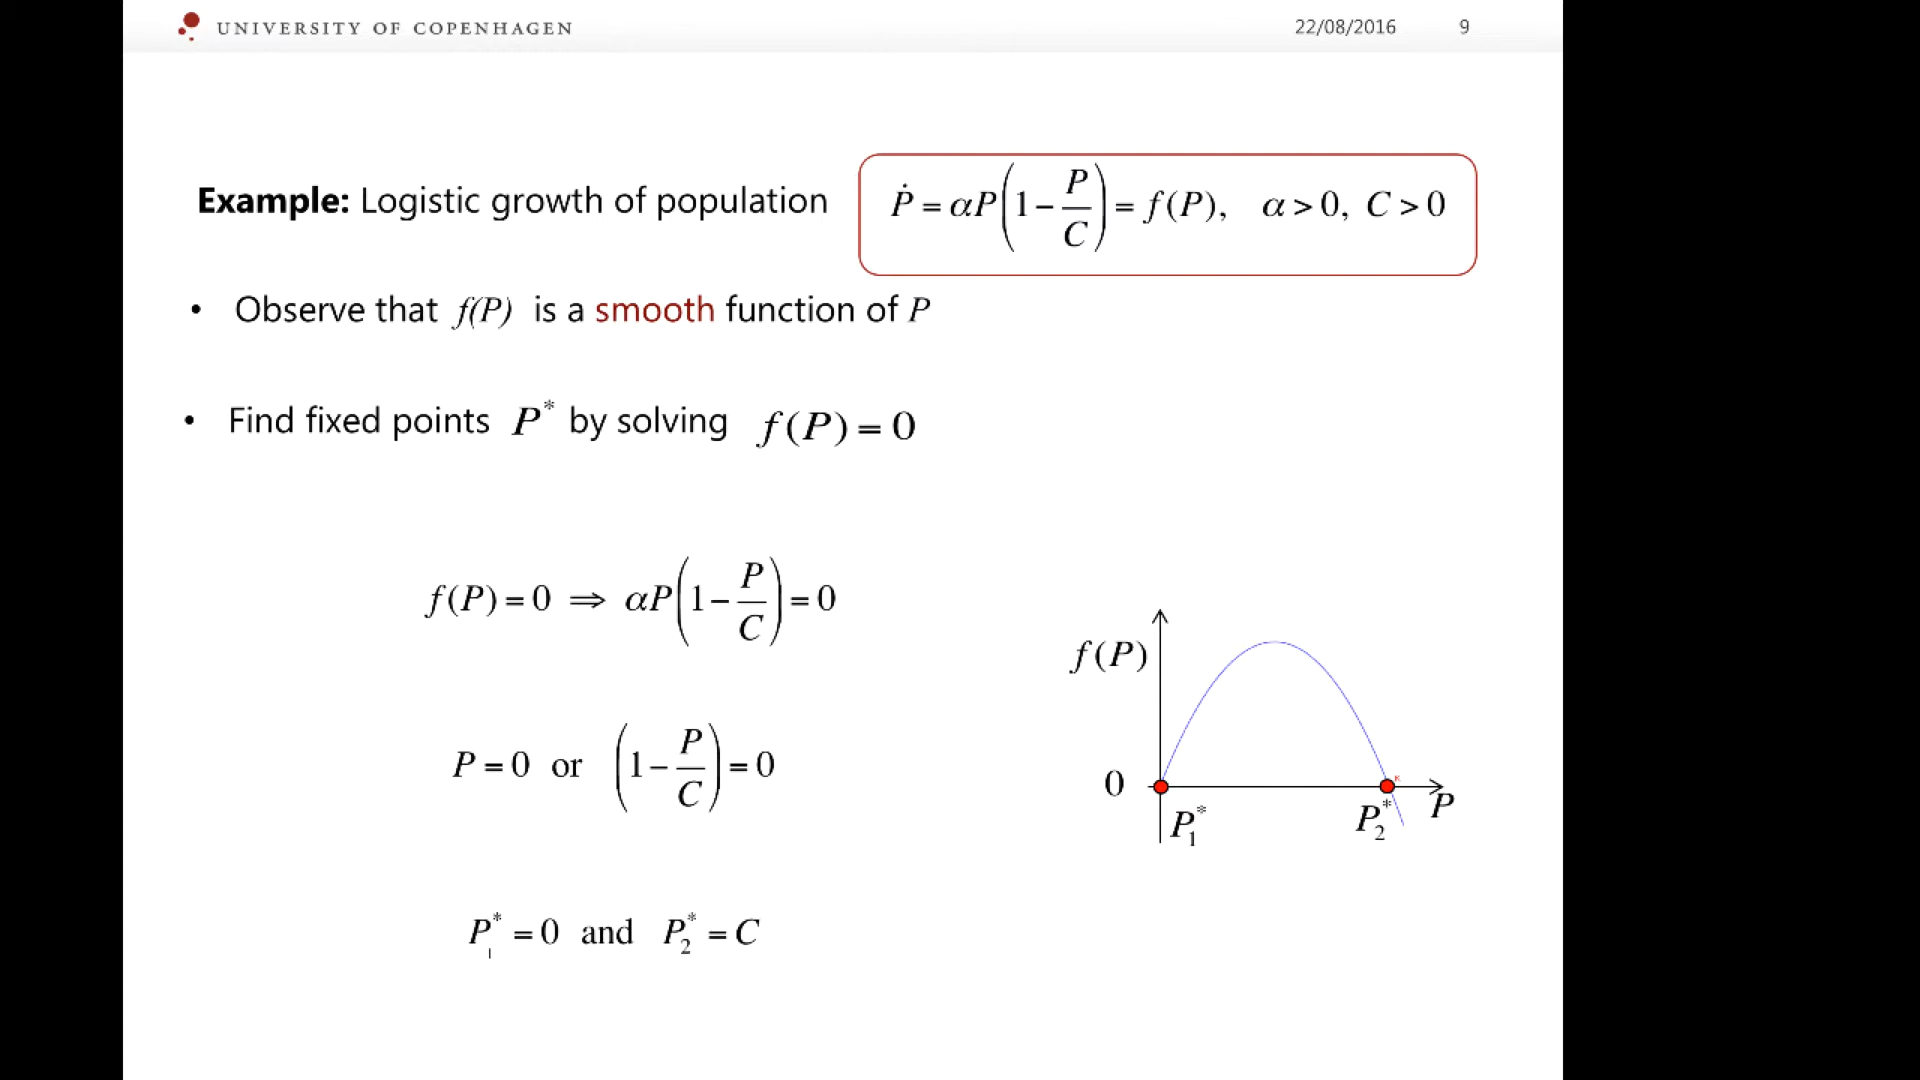 UNIVERSITY OF COPENHAGEN
22/08/2016 9
Example: Logistic growth of population Ṗ = αP(1 − P/C) = f(P), α > 0, C > 0
• Observe that f(P) is a smooth function of P
• Find fixed points P* by solving f(P) = 0
f(P) = 0 ⇒ αP(1 − P/C) = 0
P = 0 or (1 − P/C) = 0
P₁* = 0 and P₂* = C
f(P)
0
P₁* P₂* P